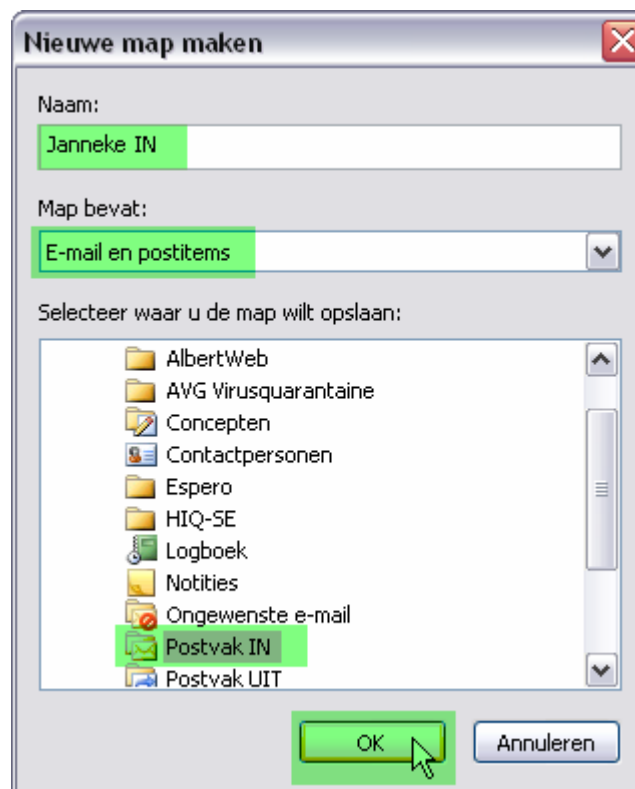 Nieuwe map maken
Naam:
Janneke IN
Map bevat:
E-mail en postitems
Selecteer waar u de map wilt opslaan:
AlbertWeb
AVG Virusquarantaine
Concepten
Contactpersonen
Espero
HIQ-SE
Logboek
Notities
Ongewenste e-mail
Postvak IN
Postvak UIT
OK Annuleren